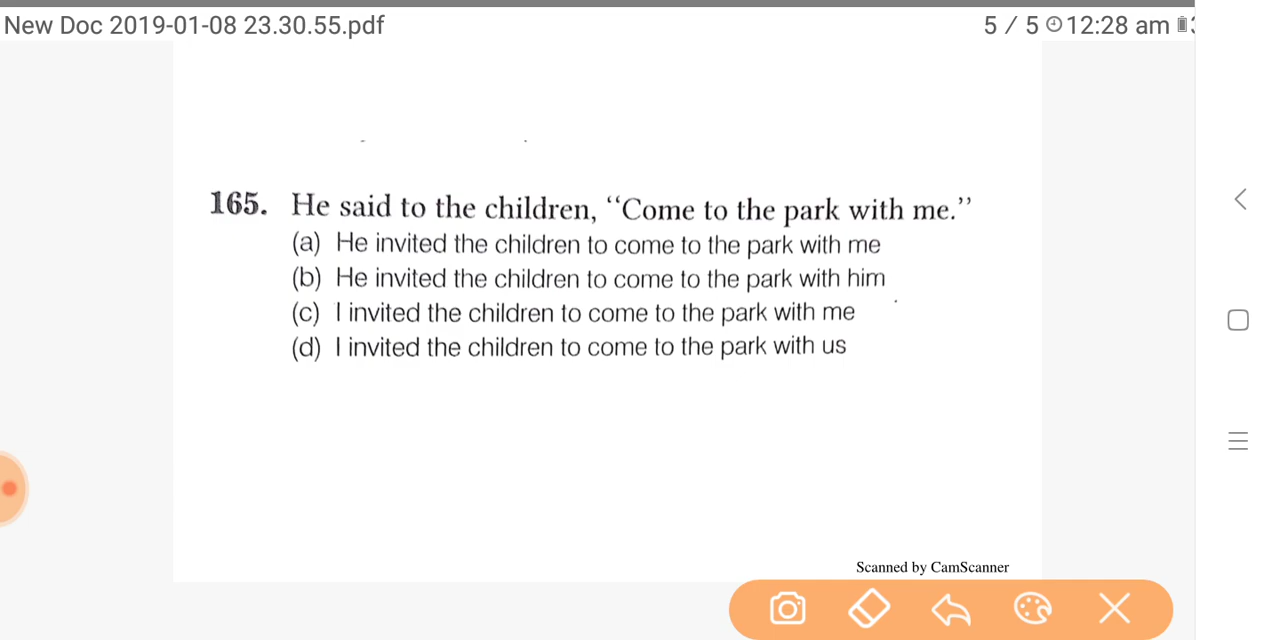 New Doc 2019-01-08 23.30.55.pdf 5 / 5 12:28 am
165. He said to the children, ‘‘Come to the park with me.’’
(a) He invited the children to come to the park with me
(b) He invited the children to come to the park with him
(c) I invited the children to come to the park with me
(d) I invited the children to come to the park with us
Scanned by CamScanner